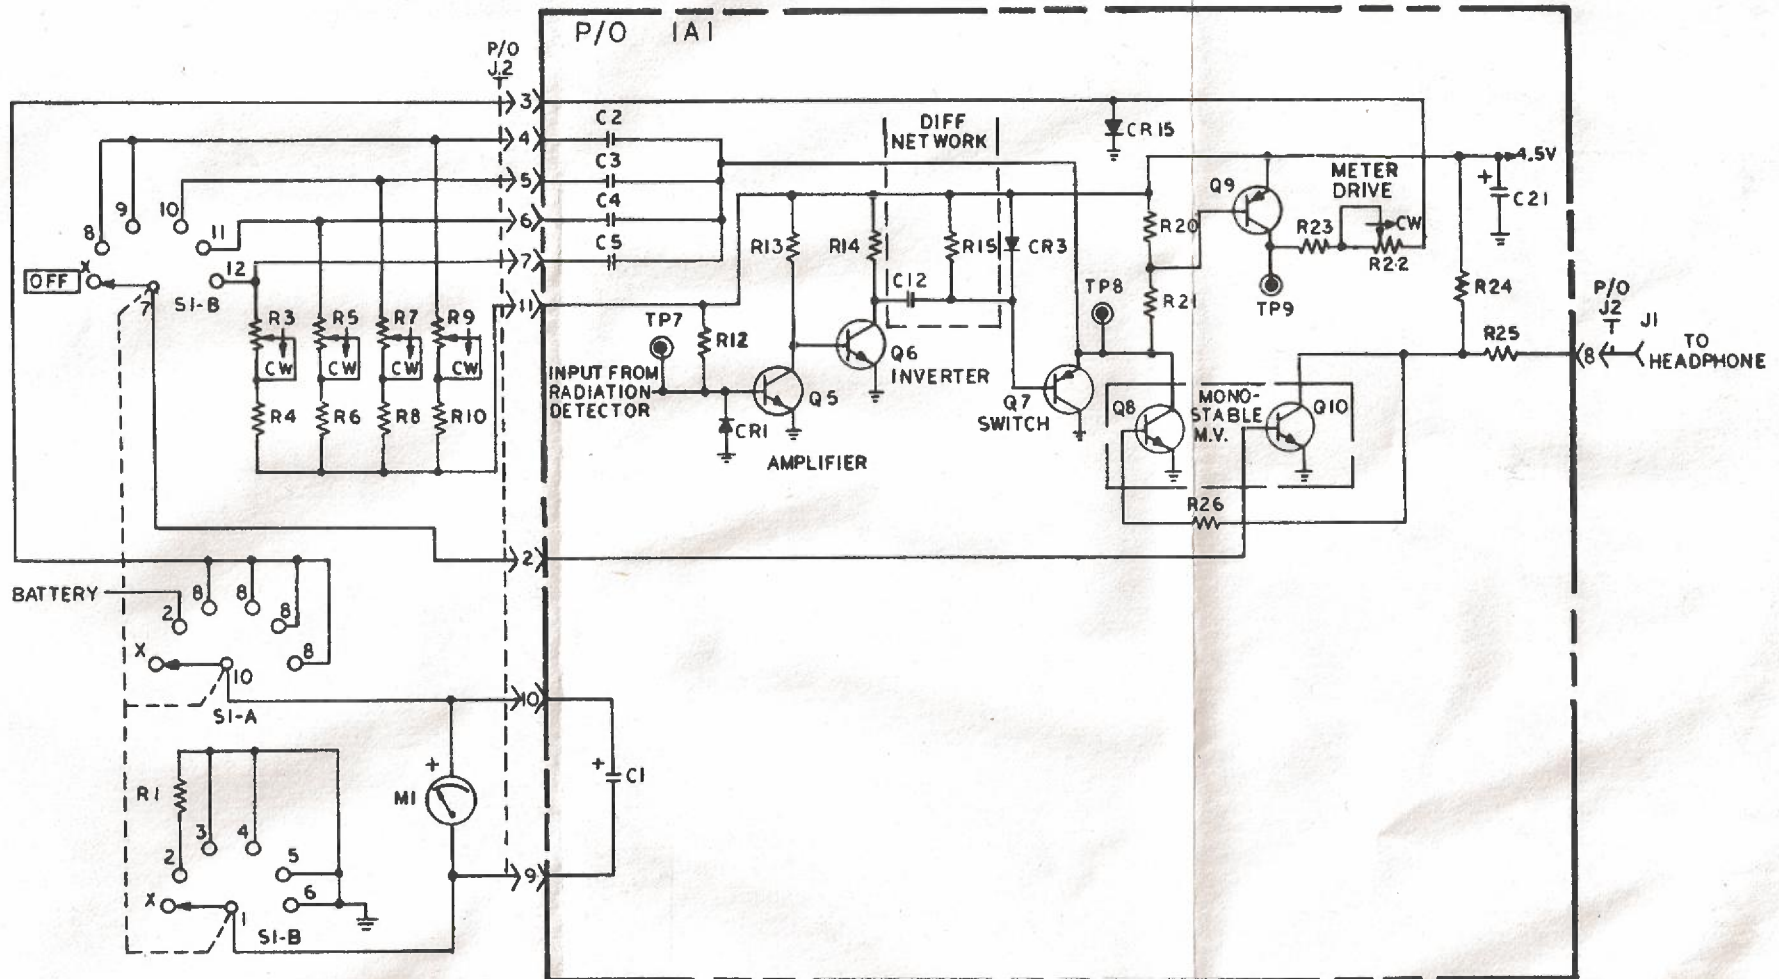 P/O 1A1
P/O
J2
3
4
5
6
7
11
2
10
9
C2
C3
C4
C5
DIFF
NETWORK
CR15
4.5V
METER
DRIVE
+
C21
Q9
R23
CW
R22
TP9
8
9
10
11
12
X
OFF
7
S1-B
R3
CW
R5
CW
R7
CW
R9
CW
R4
R6
R8
R10
R13
R14
R15
CR3
C12
R20
R21
TP8
R24
R25
P/O
J2
8
J1
TO
HEADPHONE
TP7
R12
INPUT FROM
RADIATION
DETECTOR
CR1
Q5
AMPLIFIER
Q6
INVERTER
Q7
SWITCH
Q8
MONO-
STABLE
M.V.
Q10
R26
BATTERY
2
8
8
8
8
X
10
S1-A
R1
2
3
4
5
6
X
1
S1-B
+
M1
+
C1